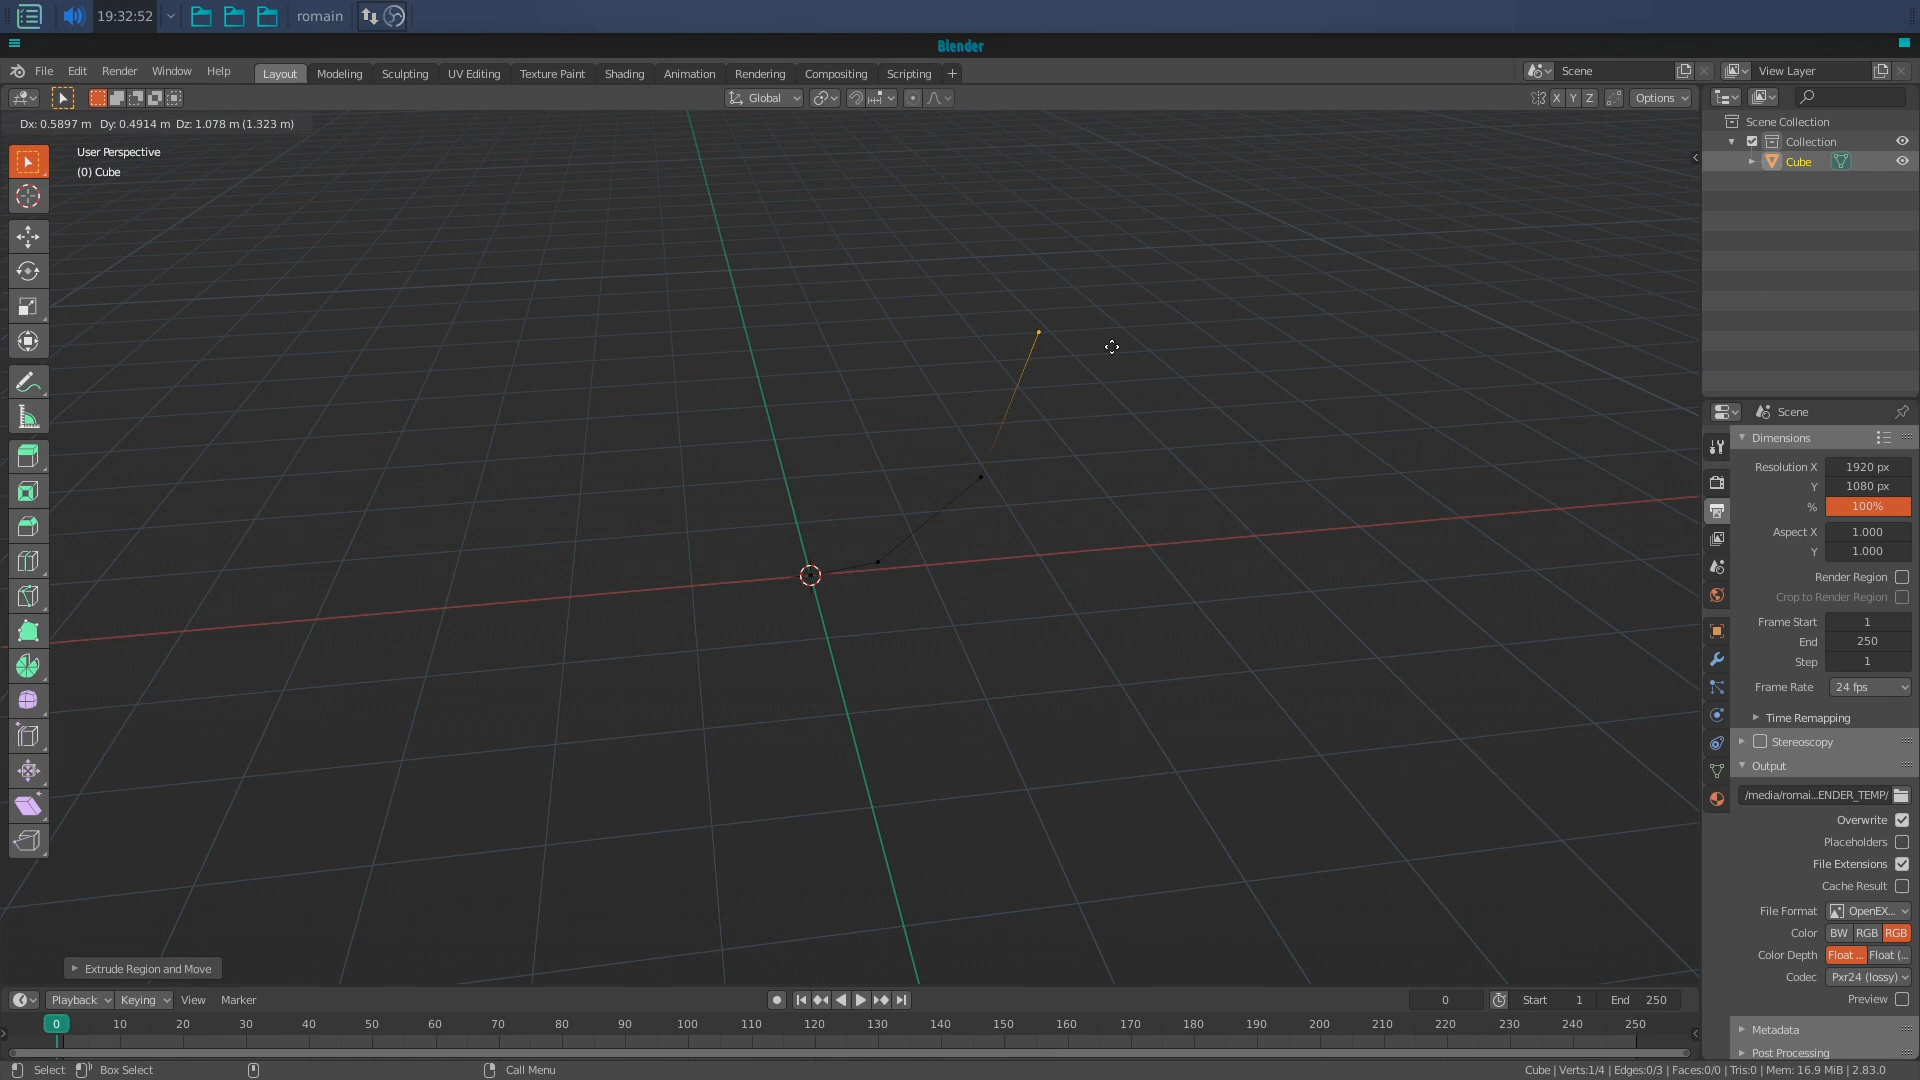 19:32:52 romain
Blender
File Edit Render Window Help Layout Modeling Sculpting UV Editing Texture Paint Shading Animation Rendering Compositing Scripting + Scene View Layer
Global X Y Z Options
Dx: 0.5897 m Dy: 0.4914 m Dz: 1.078 m (1.323 m)
User Perspective
(0) Cube
Scene Collection
Collection
Cube
Scene
Dimensions
Resolution X 1920 px
Y 1080 px
% 100%
Aspect X 1.000
Y 1.000
Render Region
Crop to Render Region
Frame Start 1
End 250
Step 1
Frame Rate 24 fps
Time Remapping
Stereoscopy
Output
/media/romai...ENDER_TEMP/
Overwrite
Placeholders
File Extensions
Cache Result
File Format OpenEX...
Color BW RGB RGB
Color Depth Float ... Float (...
Codec Pxr24 (lossy)
Preview
Metadata
Post Processing
Extrude Region and Move
Playback Keying View Marker 0 Start 1 End 250
0 10 20 30 40 50 60 70 80 90 100 110 120 130 140 150 160 170 180 190 200 210 220 230 240 250
Select Box Select Call Menu Cube | Verts:1/4 | Edges:0/3 | Faces:0/0 | Tris:0 | Mem: 16.9 MiB | 2.83.0